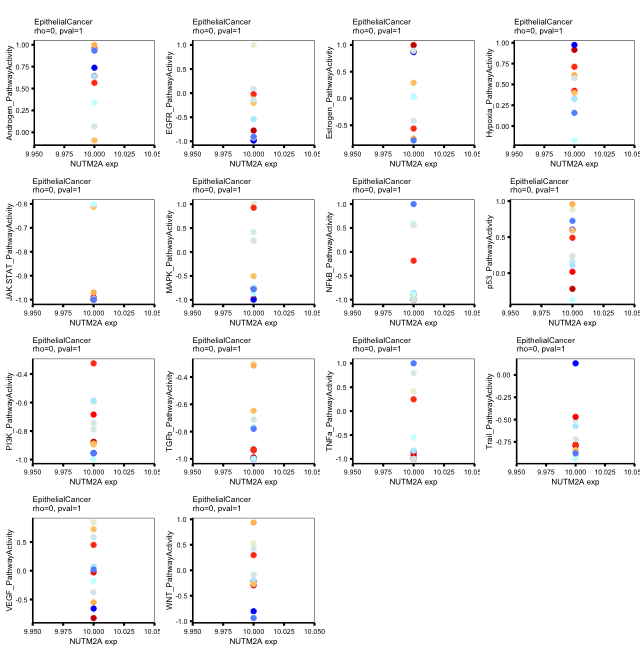 EpithelialCancer
rho=0, pval=1
Androgen_PathwayActivity
1.00
0.75
0.50
0.25
0.00
9.950 9.975 10.000 10.025 10.05
NUTM2A exp
EpithelialCancer
rho=0, pval=1
EGFR_PathwayActivity
1.0
0.5
0.0
-0.5
-1.0
9.950 9.975 10.000 10.025 10.05
NUTM2A exp
EpithelialCancer
rho=0, pval=1
Estrogen_PathwayActivity
1.0
0.5
0.0
-0.5
9.950 9.975 10.000 10.025 10.05
NUTM2A exp
EpithelialCancer
rho=0, pval=1
Hypoxia_PathwayActivity
1.00
0.75
0.50
0.25
0.00
9.950 9.975 10.000 10.025 10.05
NUTM2A exp
EpithelialCancer
rho=0, pval=1
JAK.STAT_PathwayActivity
-0.6
-0.7
-0.8
-0.9
-1.0
9.950 9.975 10.000 10.025 10.05
NUTM2A exp
EpithelialCancer
rho=0, pval=1
MAPK_PathwayActivity
1.0
0.5
0.0
-0.5
-1.0
9.950 9.975 10.000 10.025 10.05
NUTM2A exp
EpithelialCancer
rho=0, pval=1
NFkB_PathwayActivity
1.0
0.5
0.0
-0.5
-1.0
9.950 9.975 10.000 10.025 10.05
NUTM2A exp
EpithelialCancer
rho=0, pval=1
p53_PathwayActivity
1.0
0.5
0.0
9.950 9.975 10.000 10.025 10.05
NUTM2A exp
EpithelialCancer
rho=0, pval=1
PI3K_PathwayActivity
-0.4
-0.6
-0.8
-1.0
9.950 9.975 10.000 10.025 10.05
NUTM2A exp
EpithelialCancer
rho=0, pval=1
TGFb_PathwayActivity
-0.4
-0.6
-0.8
-1.0
9.950 9.975 10.000 10.025 10.05
NUTM2A exp
EpithelialCancer
rho=0, pval=1
TNFa_PathwayActivity
1.0
0.5
0.0
-0.5
-1.0
9.950 9.975 10.000 10.025 10.05
NUTM2A exp
EpithelialCancer
rho=0, pval=1
Trail_PathwayActivity
0.00
-0.25
-0.50
-0.75
9.950 9.975 10.000 10.025 10.05
NUTM2A exp
EpithelialCancer
rho=0, pval=1
VEGF_PathwayActivity
0.5
0.0
-0.5
9.950 9.975 10.000 10.025 10.05
NUTM2A exp
EpithelialCancer
rho=0, pval=1
WNT_PathwayActivity
1.0
0.5
0.0
-0.5
-1.0
9.950 9.975 10.000 10.025 10.050
NUTM2A exp